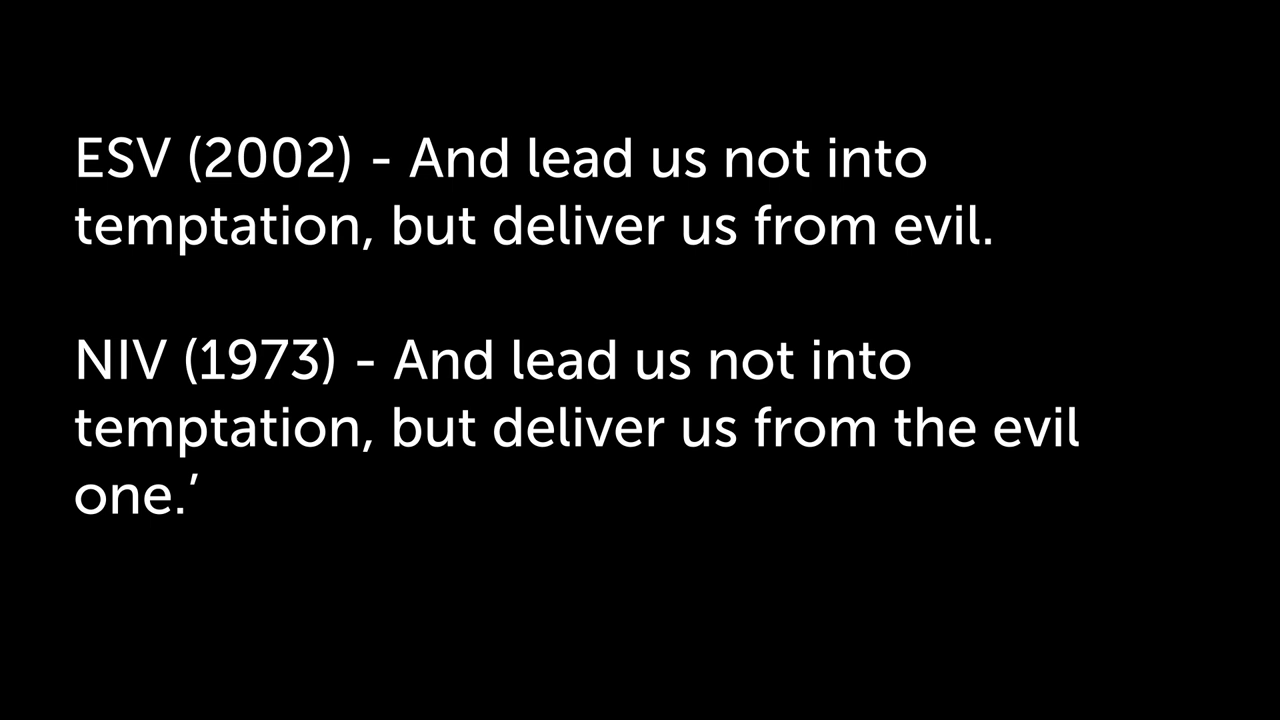 ESV (2002) - And lead us not into
temptation, but deliver us from evil.
NIV (1973) - And lead us not into
temptation, but deliver us from the evil
one.’